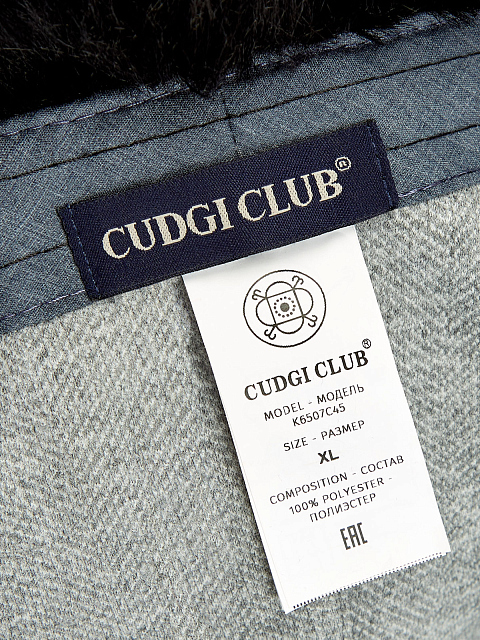 CUDGI CLUB®
CUDGI CLUB®
MODEL - МОДЕЛЬ
K6507C45
SIZE - РАЗМЕР
XL
COMPOSITION - СОСТАВ
100% POLYESTER -
ПОЛИЭСТЕР
EAC